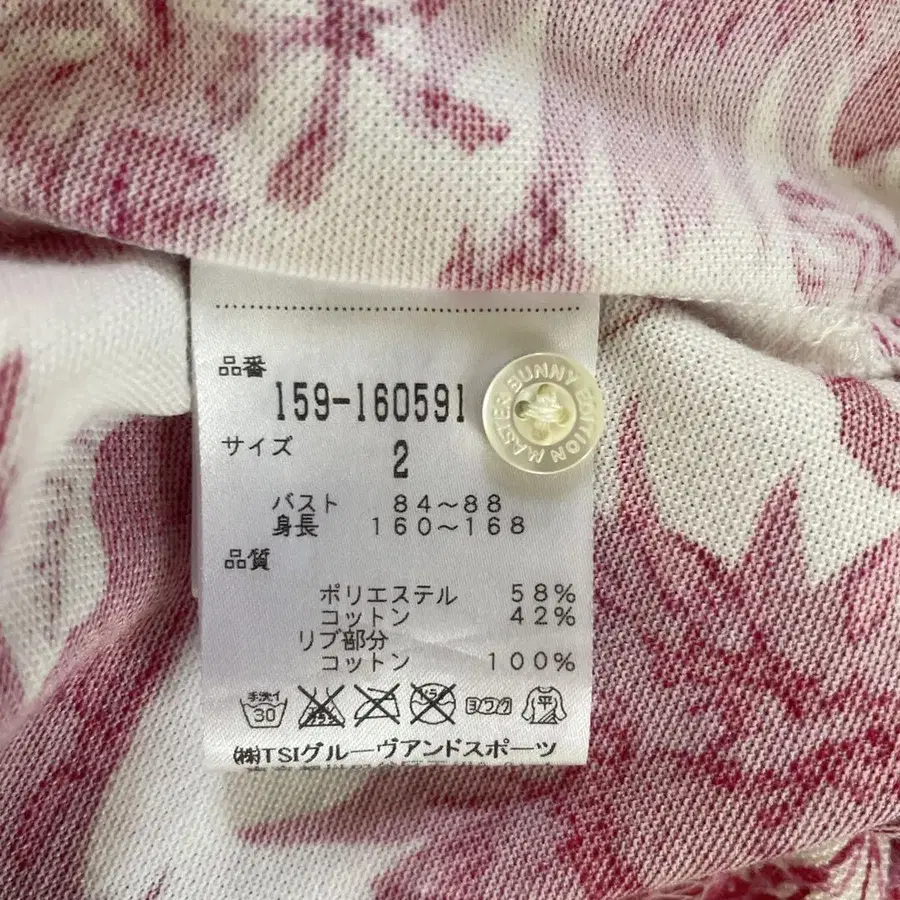 品番
159-160591
サイズ
2
バスト 84~88
身長 160~168
品質
ポリエステル 58%
コットン 42%
リブ部分
コットン 100%
手洗イ
30
ヨワク
平
㈱TSIグルーヴアンドスポーツ
MASTER BUNNY EDITION